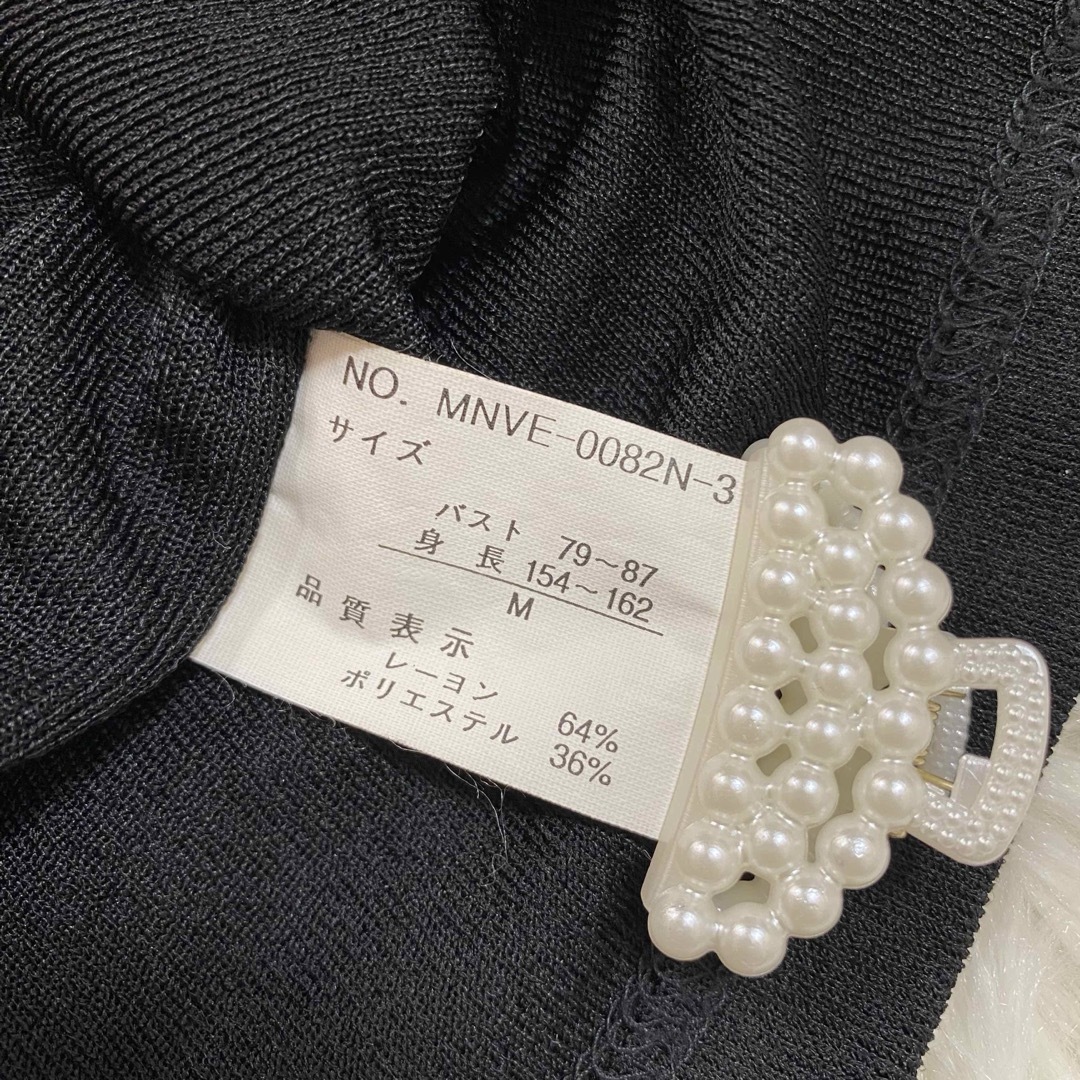 NO. MNVE-0082N-3
サイズ
バスト 79～87
身 長 154～162
M
品 質 表 示
レーヨン 64%
ポリエステル 36%